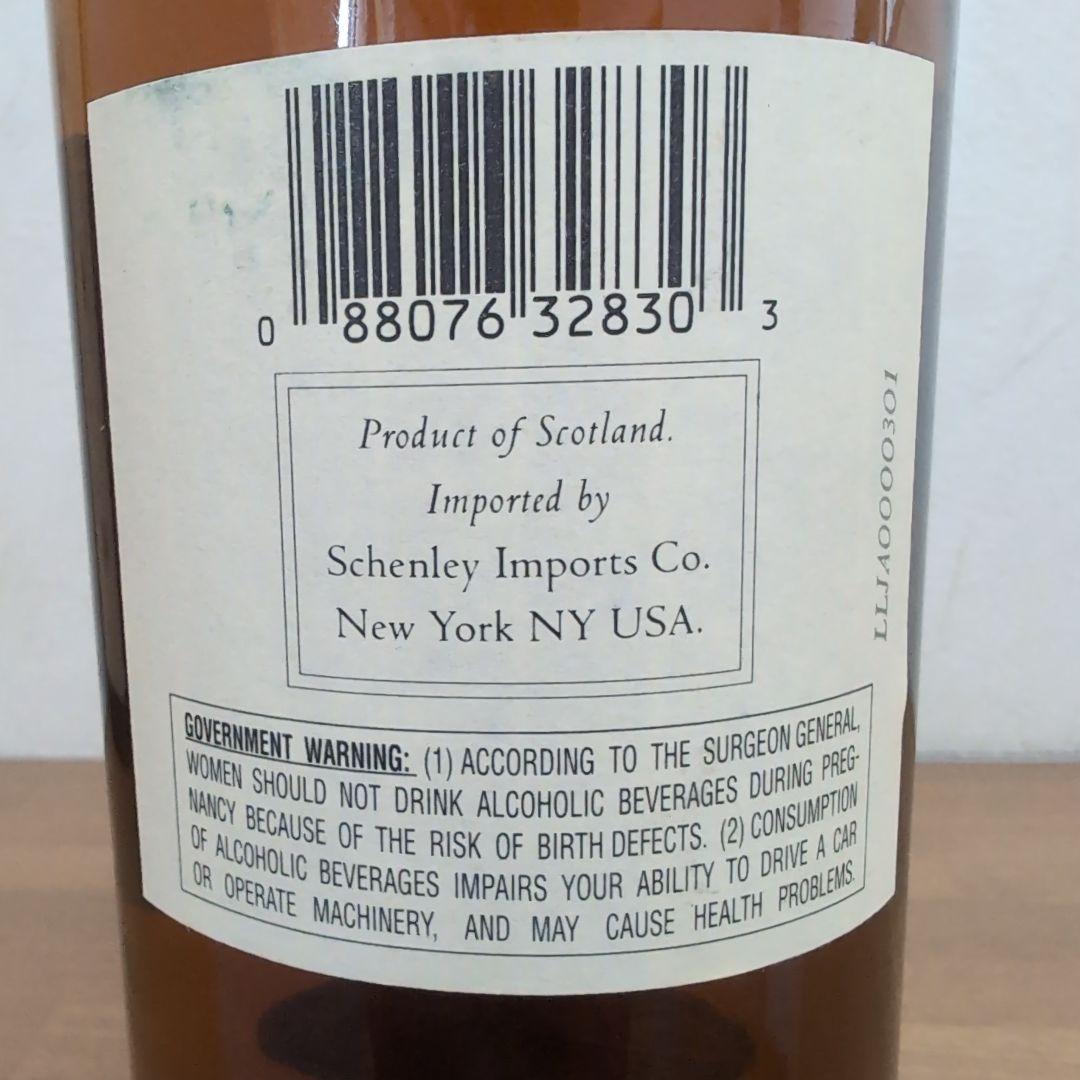 0 88076 32830 3
Product of Scotland.
Imported by
Schenley Imports Co.
New York NY USA.
LLJA0000301
GOVERNMENT WARNING: (1) ACCORDING TO THE SURGEON GENERAL,
WOMEN SHOULD NOT DRINK ALCOHOLIC BEVERAGES DURING PREG-
NANCY BECAUSE OF THE RISK OF BIRTH DEFECTS. (2) CONSUMPTION
OF ALCOHOLIC BEVERAGES IMPAIRS YOUR ABILITY TO DRIVE A CAR
OR OPERATE MACHINERY, AND MAY CAUSE HEALTH PROBLEMS.